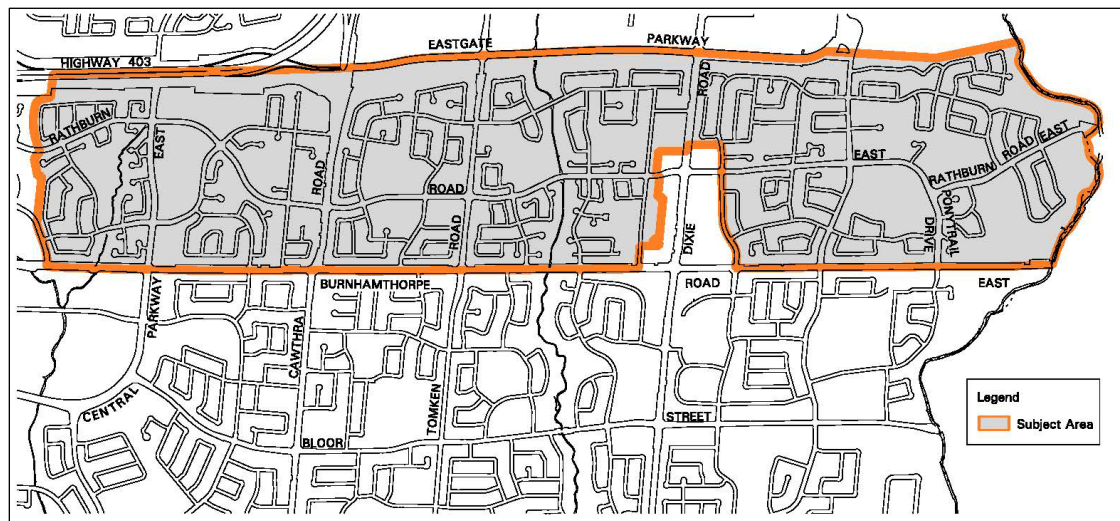 EASTGATE PARKWAY
HIGHWAY 403
ROAD
RATHBURN
EAST
ROAD
ROAD
ROAD
EAST
RATHBURN ROAD EAST
DIXIE
DRIVE
PONYTRAIL
BURNHAMTHORPE ROAD EAST
PARKWAY
CAWTHRA
TOMKEN
CENTRAL
STREET
BLOOR
Legend
Subject Area